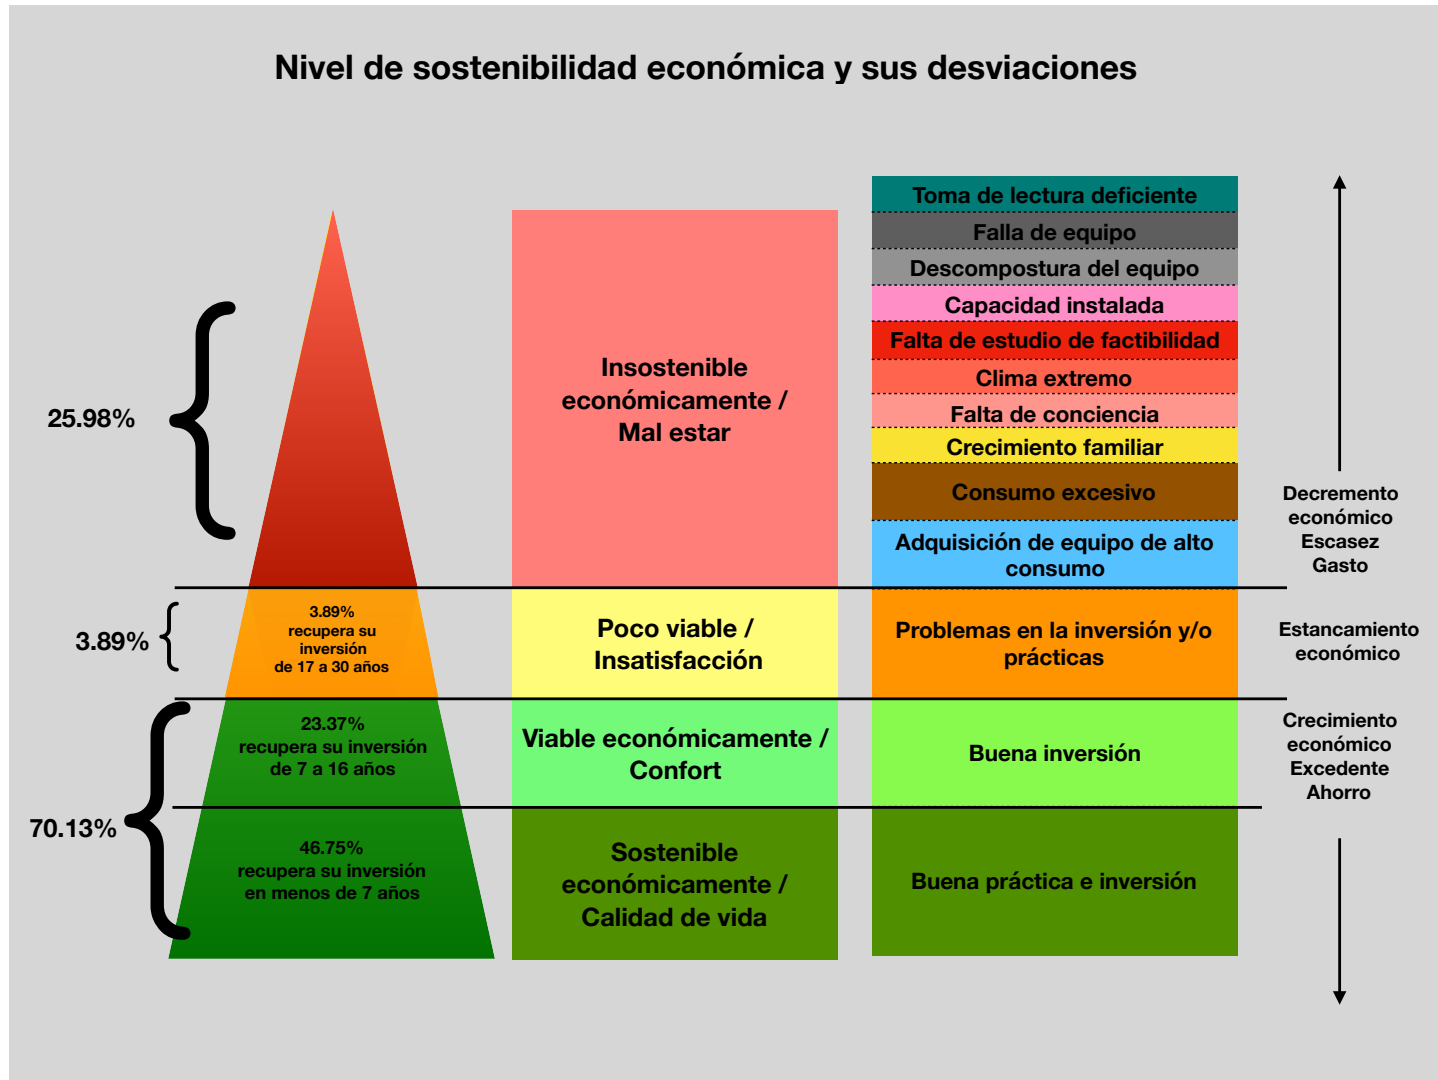 Nivel de sostenibilidad económica y sus desviaciones
25.98%
3.89%
70.13%
3.89%
recupera su
inversión
de 17 a 30 años
23.37%
recupera su inversión
de 7 a 16 años
46.75%
recupera su inversión
en menos de 7 años
Insostenible
económicamente /
Mal estar
Poco viable /
Insatisfacción
Viable económicamente /
Confort
Sostenible
económicamente /
Calidad de vida
Toma de lectura deficiente
Falla de equipo
Descompostura del equipo
Capacidad instalada
Falta de estudio de factibilidad
Clima extremo
Falta de conciencia
Crecimiento familiar
Consumo excesivo
Adquisición de equipo de alto
consumo
Problemas en la inversión y/o
prácticas
Buena inversión
Buena práctica e inversión
Decremento
económico
Escasez
Gasto
Estancamiento
económico
Crecimiento
económico
Excedente
Ahorro